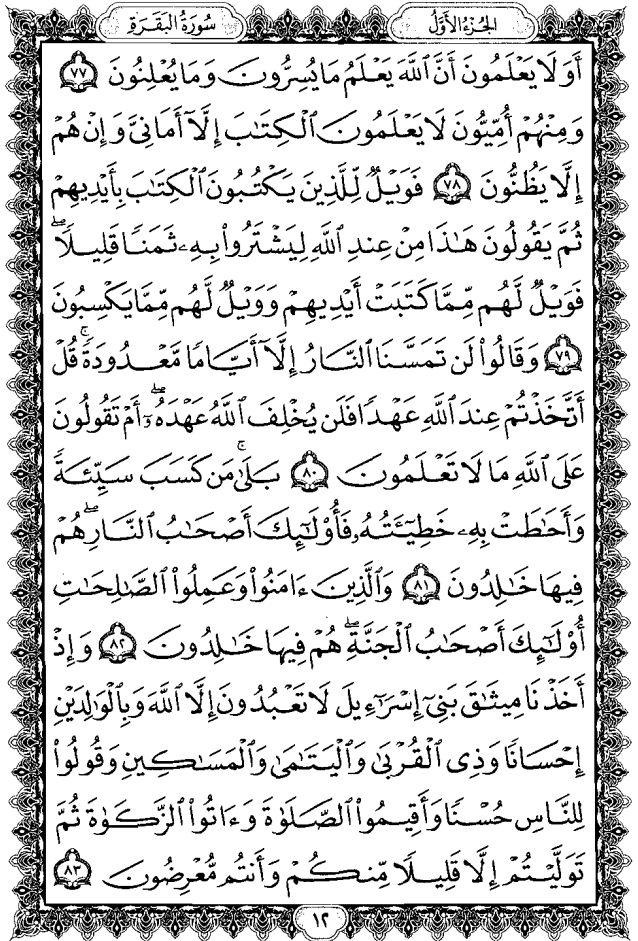 الجُزْءُ الأَوَّلُ
سُورَةُ البَقَرَةِ
أَوَلَا يَعْلَمُونَ أَنَّ ٱللَّهَ يَعْلَمُ مَا يُسِرُّونَ وَمَا يُعْلِنُونَ ٧٧
وَمِنْهُمْ أُمِّيُّونَ لَا يَعْلَمُونَ ٱلْكِتَٰبَ إِلَّآ أَمَانِيَّ وَإِنْ هُمْ
إِلَّا يَظُنُّونَ ٧٨ فَوَيْلٌ لِّلَّذِينَ يَكْتُبُونَ ٱلْكِتَٰبَ بِأَيْدِيهِمْ
ثُمَّ يَقُولُونَ هَٰذَا مِنْ عِندِ ٱللَّهِ لِيَشْتَرُوا۟ بِهِۦ ثَمَنًا قَلِيلًا ۖ
فَوَيْلٌ لَّهُم مِّمَّا كَتَبَتْ أَيْدِيهِمْ وَوَيْلٌ لَّهُم مِّمَّا يَكْسِبُونَ
٧٩ وَقَالُوا۟ لَن تَمَسَّنَا ٱلنَّارُ إِلَّآ أَيَّامًا مَّعْدُودَةً ۚ قُلْ
أَتَّخَذْتُمْ عِندَ ٱللَّهِ عَهْدًا فَلَن يُخْلِفَ ٱللَّهُ عَهْدَهُۥٓ ۖ أَمْ تَقُولُونَ
عَلَى ٱللَّهِ مَا لَا تَعْلَمُونَ ٨٠ بَلَىٰ ۚ مَن كَسَبَ سَيِّئَةً
وَأَحَٰطَتْ بِهِۦ خَطِيٓـَٔتُهُۥ فَأُو۟لَٰٓئِكَ أَصْحَٰبُ ٱلنَّارِ ۖ هُمْ
فِيهَا خَٰلِدُونَ ٨١ وَٱلَّذِينَ ءَامَنُوا۟ وَعَمِلُوا۟ ٱلصَّٰلِحَٰتِ
أُو۟لَٰٓئِكَ أَصْحَٰبُ ٱلْجَنَّةِ ۖ هُمْ فِيهَا خَٰلِدُونَ ٨٢ وَإِذْ
أَخَذْنَا مِيثَٰقَ بَنِىٓ إِسْرَٰٓءِيلَ لَا تَعْبُدُونَ إِلَّا ٱللَّهَ وَبِٱلْوَٰلِدَيْنِ
إِحْسَانًا وَذِى ٱلْقُرْبَىٰ وَٱلْيَتَٰمَىٰ وَٱلْمَسَٰكِينِ وَقُولُوا۟
لِلنَّاسِ حُسْنًا وَأَقِيمُوا۟ ٱلصَّلَوٰةَ وَءَاتُوا۟ ٱلزَّكَوٰةَ ثُمَّ
تَوَلَّيْتُمْ إِلَّا قَلِيلًا مِّنكُمْ وَأَنتُم مُّعْرِضُونَ ٨٣
١٢